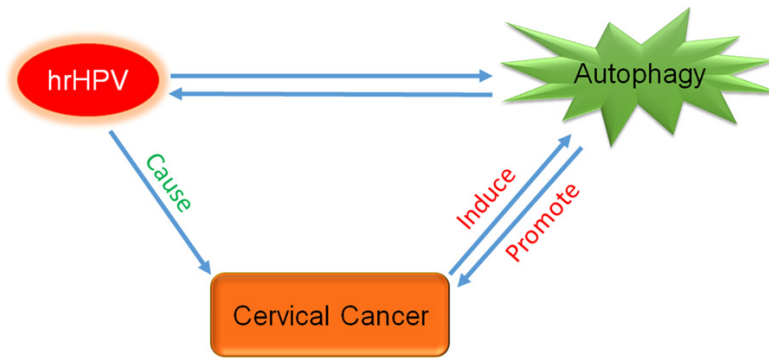 hrHPV
Autophagy
Cause
Induce
Promote
Cervical Cancer